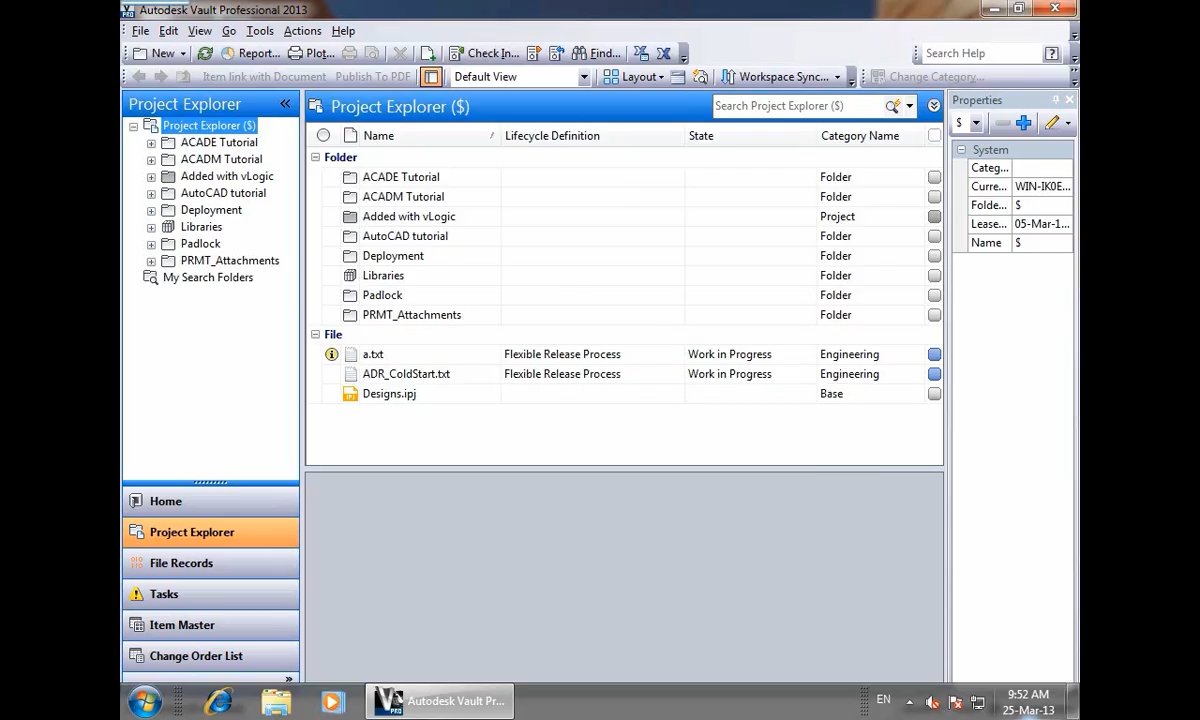 Autodesk Vault Professional 2013
File Edit View Go Tools Actions Help
New Report... Plot... Check In... Find... Search Help
Item link with Document Publish To PDF Default View Layout Workspace Sync... Change Category...
Project Explorer
Project Explorer ($)
ACADE Tutorial
ACADM Tutorial
Added with vLogic
AutoCAD tutorial
Deployment
Libraries
Padlock
PRMT_Attachments
My Search Folders
Home
Project Explorer
File Records
Tasks
Item Master
Change Order List
Project Explorer ($) Search Project Explorer ($)
Name Lifecycle Definition State Category Name
Folder
ACADE Tutorial Folder
ACADM Tutorial Folder
Added with vLogic Project
AutoCAD tutorial Folder
Deployment Folder
Libraries Folder
Padlock Folder
PRMT_Attachments Folder
File
a.txt Flexible Release Process Work in Progress Engineering
ADR_ColdStart.txt Flexible Release Process Work in Progress Engineering
Designs.ipj Base
Properties
$
System
Categ...
Curre... WIN-IK0E...
Folde... $
Lease... 05-Mar-1...
Name $
Autodesk Vault Pr...
EN
9:52 AM
25-Mar-13